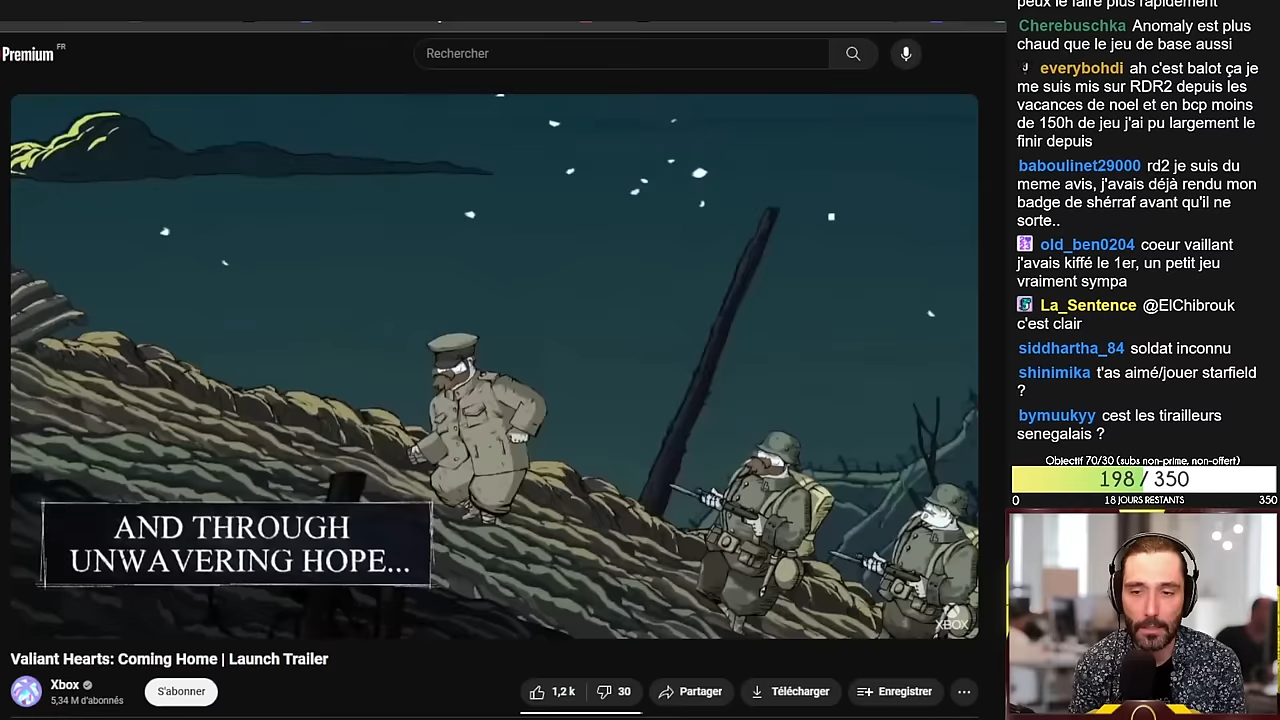 Premium FR
Rechercher
AND THROUGH
UNWAVERING HOPE...
XBOX
Valiant Hearts: Coming Home | Launch Trailer
Xbox
5,34 M d'abonnés
S'abonner
1,2 k
30
Partager
Télécharger
Enregistrer
peux le faire plus rapidement
Cherebuschka Anomaly est plus
chaud que le jeu de base aussi
everybohdi ah c'est balot ça je
me suis mis sur RDR2 depuis les
vacances de noel et en bcp moins
de 150h de jeu j'ai pu largement le
finir depuis
baboulinet29000 rd2 je suis du
meme avis, j'avais déjà rendu mon
badge de shérraf avant qu'il ne
sorte..
old_ben0204 coeur vaillant
j'avais kiffé le 1er, un petit jeu
vraiment sympa
La_Sentence @ElChibrouk
c'est clair
siddhartha_84 soldat inconnu
shinimika t'as aimé/jouer starfield
?
bymuukyy cest les tirailleurs
senegalais ?
Objectif 70/30 (subs non-prime, non-offert)
198 / 350
0 18 JOURS RESTANTS 350